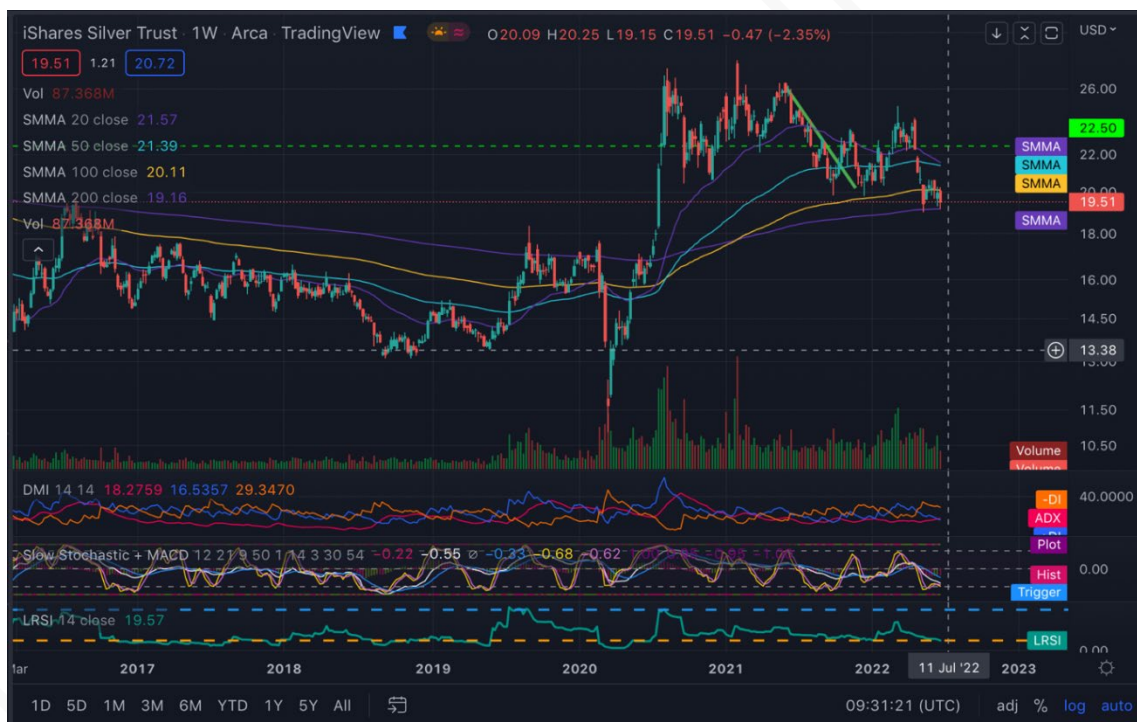 iShares Silver Trust · 1W · Arca · TradingView O20.09 H20.25 L19.15 C19.51 −0.47 (−2.35%) USD
19.51 1.21 20.72
Vol 87.368M
26.00
SMMA 20 close 21.57
22.50
SMMA 50 close 21.39
SMMA
22.00
SMMA
SMMA 100 close 20.11
SMMA
20.00
SMMA 200 close 19.16
19.51
Vol 87.368M
SMMA
18.00
16.00
14.50
13.38
13.00
11.50
10.50
Volume
Volume
DMI 14 14 18.2759 16.5357 29.3470
-DI
40.0000
ADX
Plot
Slow Stochastic + MACD 12 21 9 50 1 14 3 30 54 −0.22 −0.55 ∅ −0.33 −0.68 −0.62
0.00
Hist
Trigger
LRSI 14 close 19.57
LRSI
0.00
Mar 2017 2018 2019 2020 2021 2022 11 Jul '22 2023
1D 5D 1M 3M 6M YTD 1Y 5Y All 09:31:21 (UTC) adj % log auto